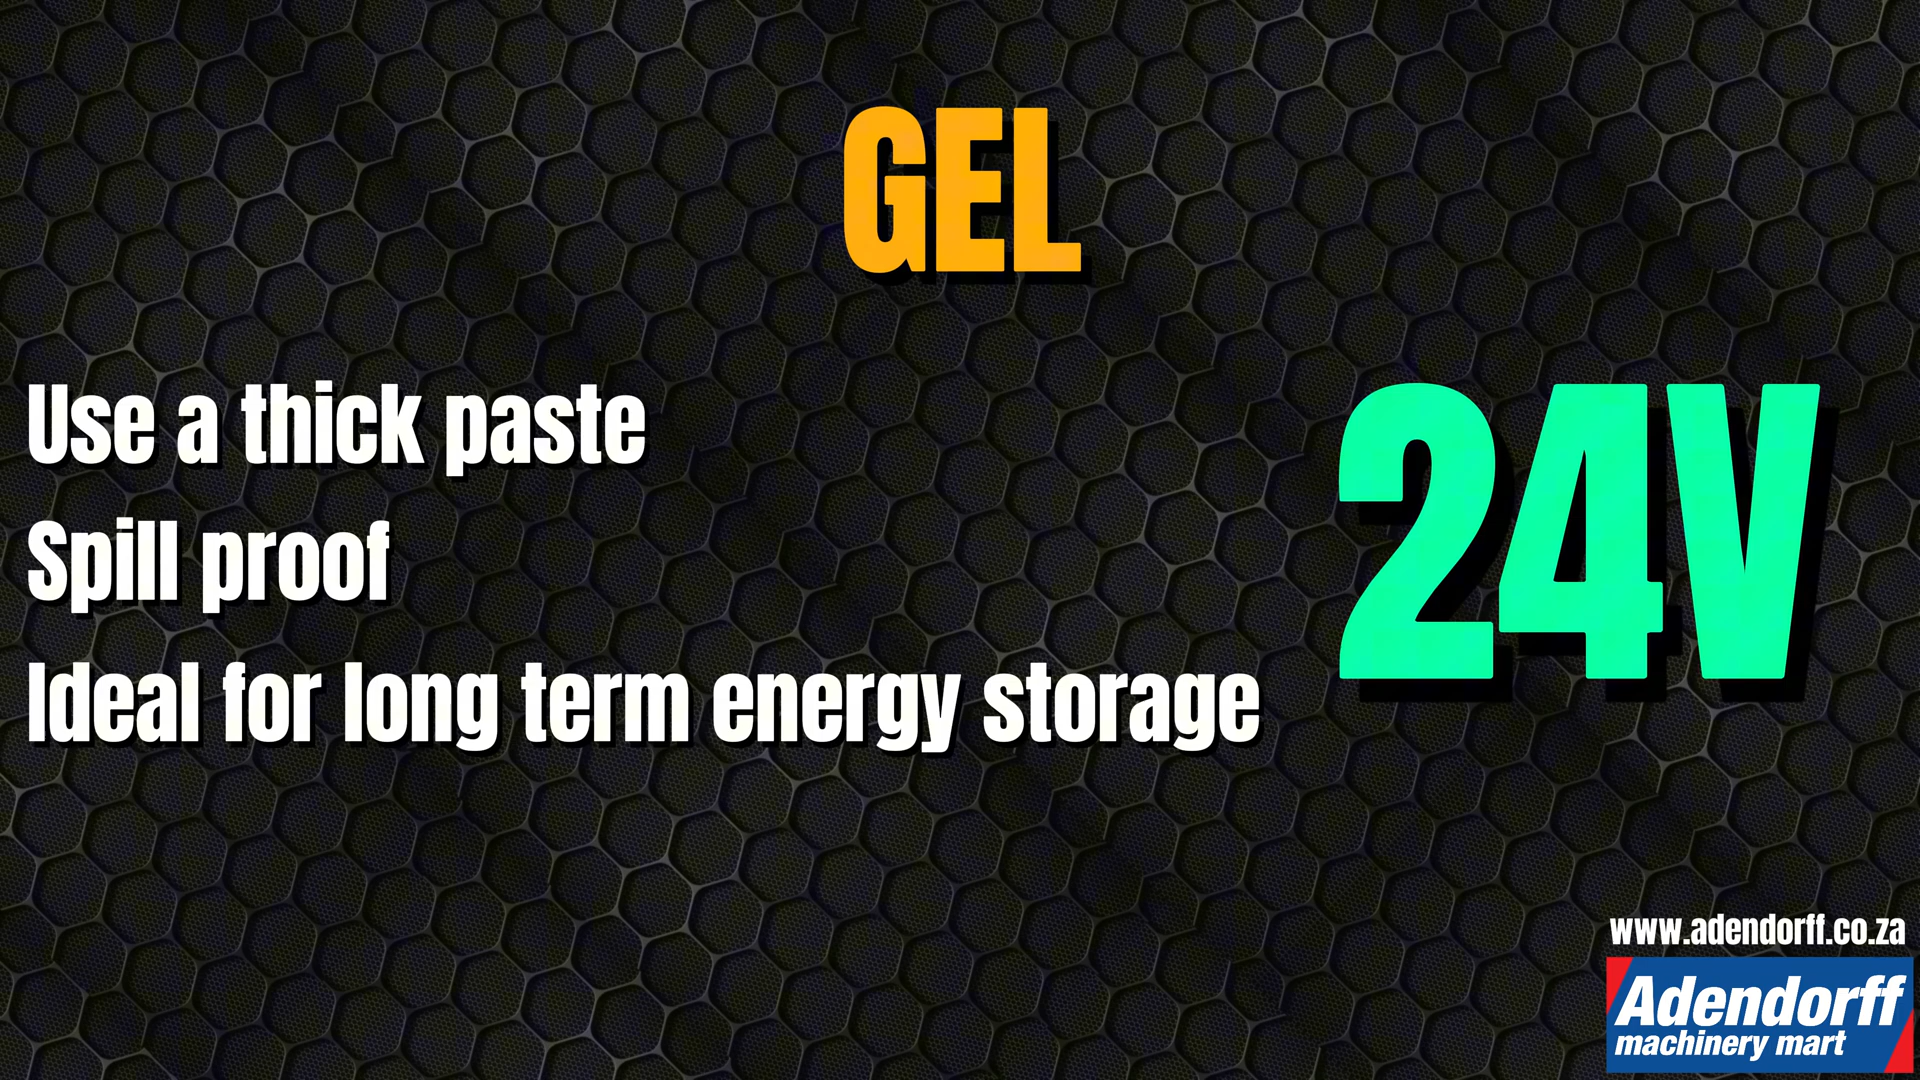 GEL
Use a thick paste
Spill proof
Ideal for long term energy storage
24V
www.adendorff.co.za
Adendorff
machinery mart